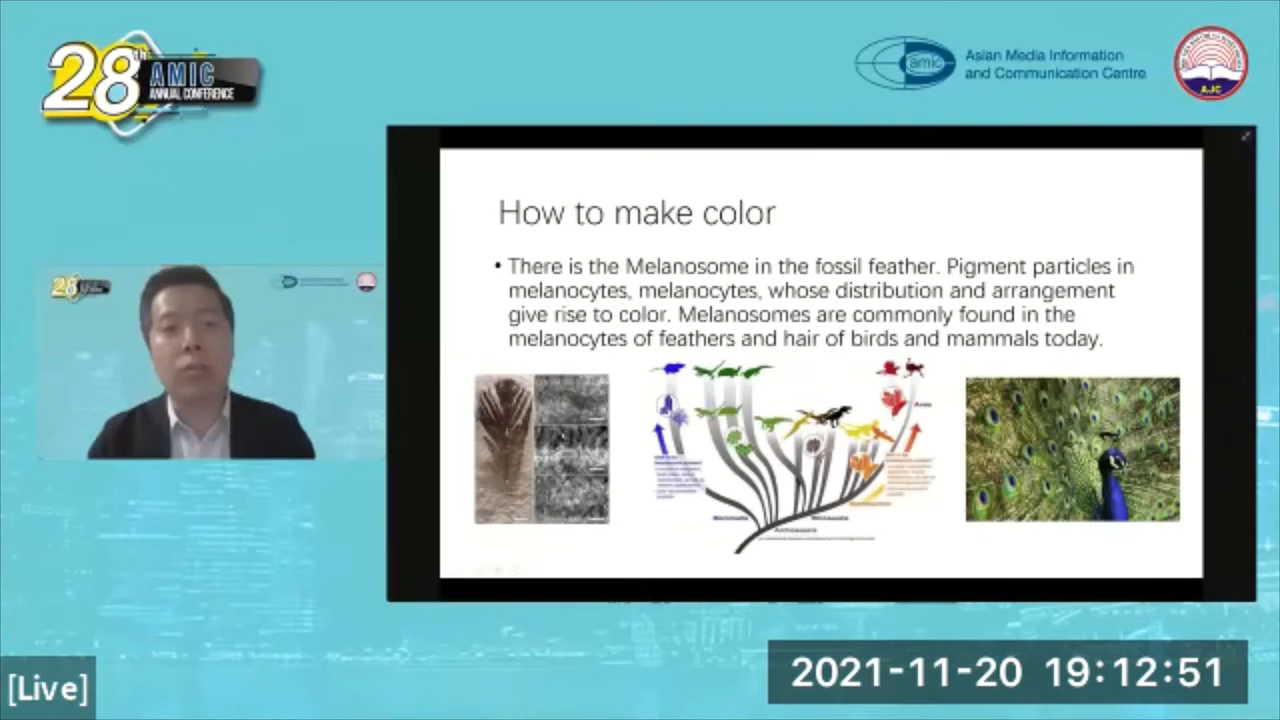 28th
AMIC
ANNUAL CONFERENCE
amic
Asian Media Information
and Communication Centre
AJC
28
How to make color
• There is the Melanosome in the fossil feather. Pigment particles in
melanocytes, melanocytes, whose distribution and arrangement
give rise to color. Melanosomes are commonly found in the
melanocytes of feathers and hair of birds and mammals today.
Aves
[Live]
2021-11-20 19:12:51